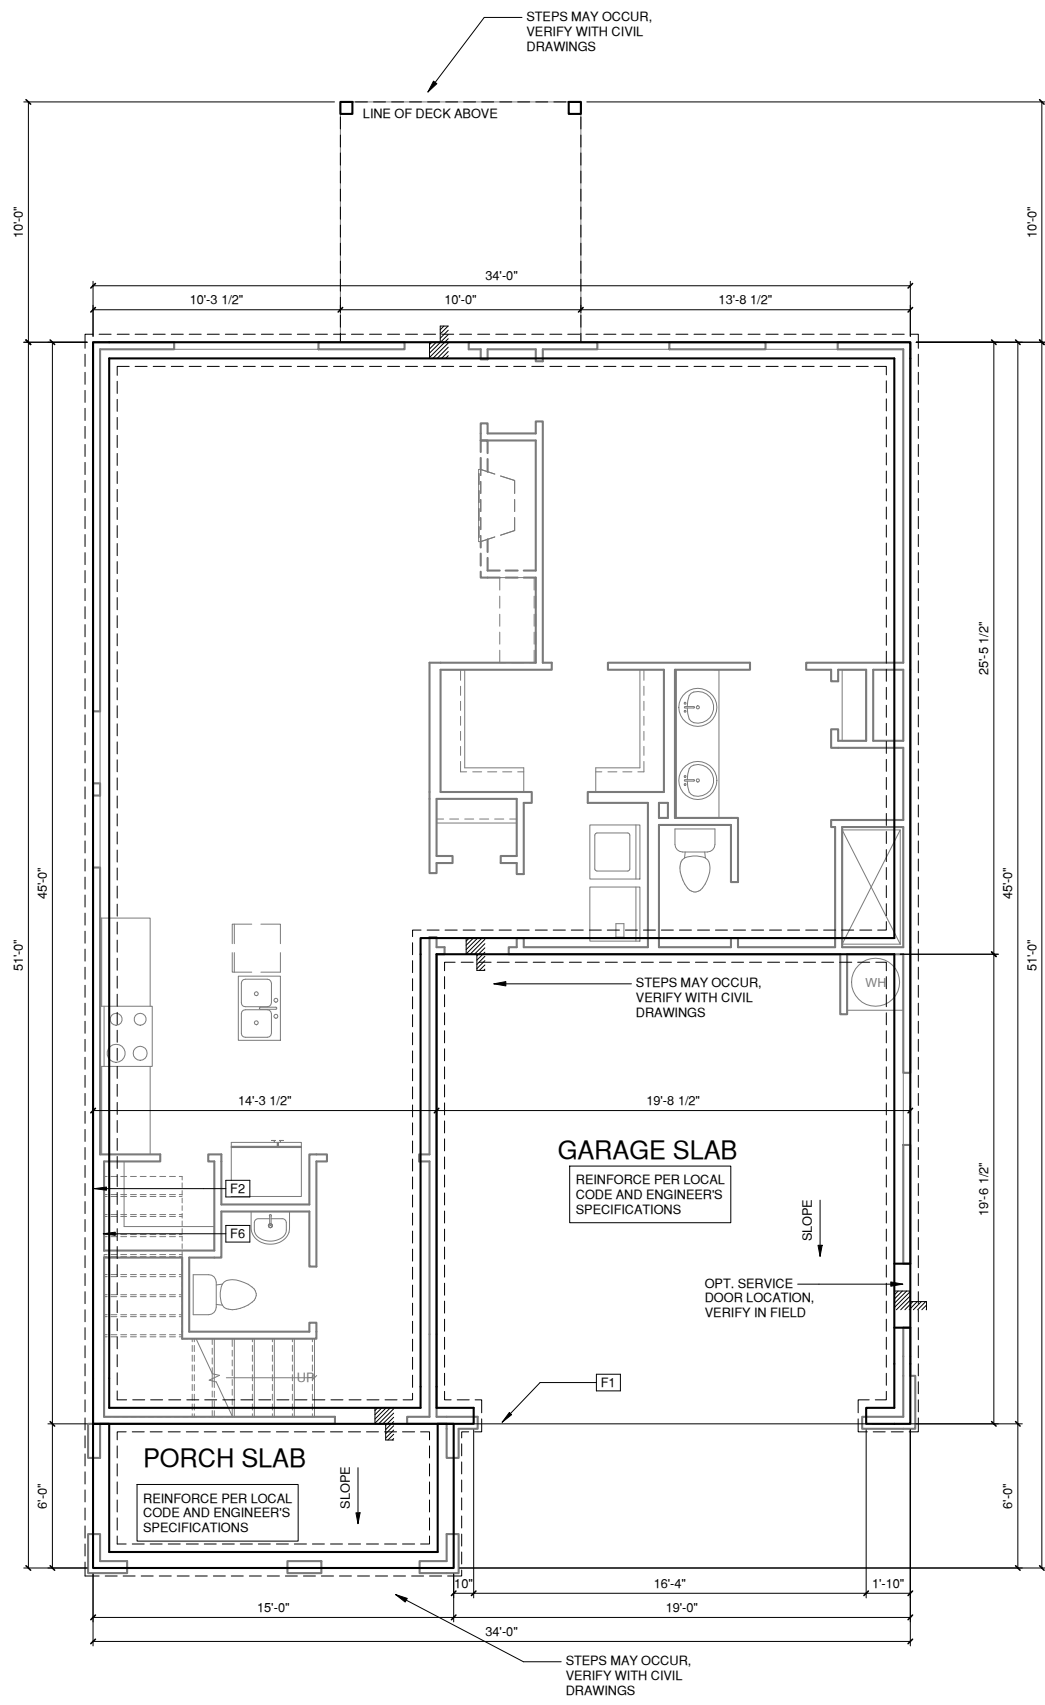 STEPS MAY OCCUR,
VERIFY WITH CIVIL
DRAWINGS
LINE OF DECK ABOVE
10'-0"
10'-0"
34'-0"
10'-3 1/2"
10'-0"
13'-8 1/2"
25'-5 1/2"
45'-0"
51'-0"
45'-0"
51'-0"
WH
STEPS MAY OCCUR,
VERIFY WITH CIVIL
DRAWINGS
14'-3 1/2"
19'-8 1/2"
GARAGE SLAB
REINFORCE PER LOCAL
CODE AND ENGINEER'S
SPECIFICATIONS
F2
F6
SLOPE
19'-6 1/2"
OPT. SERVICE
DOOR LOCATION,
VERIFY IN FIELD
UP
F1
PORCH SLAB
REINFORCE PER LOCAL
CODE AND ENGINEER'S
SPECIFICATIONS
SLOPE
6'-0"
6'-0"
10"
16'-4"
1'-10"
15'-0"
19'-0"
34'-0"
STEPS MAY OCCUR,
VERIFY WITH CIVIL
DRAWINGS